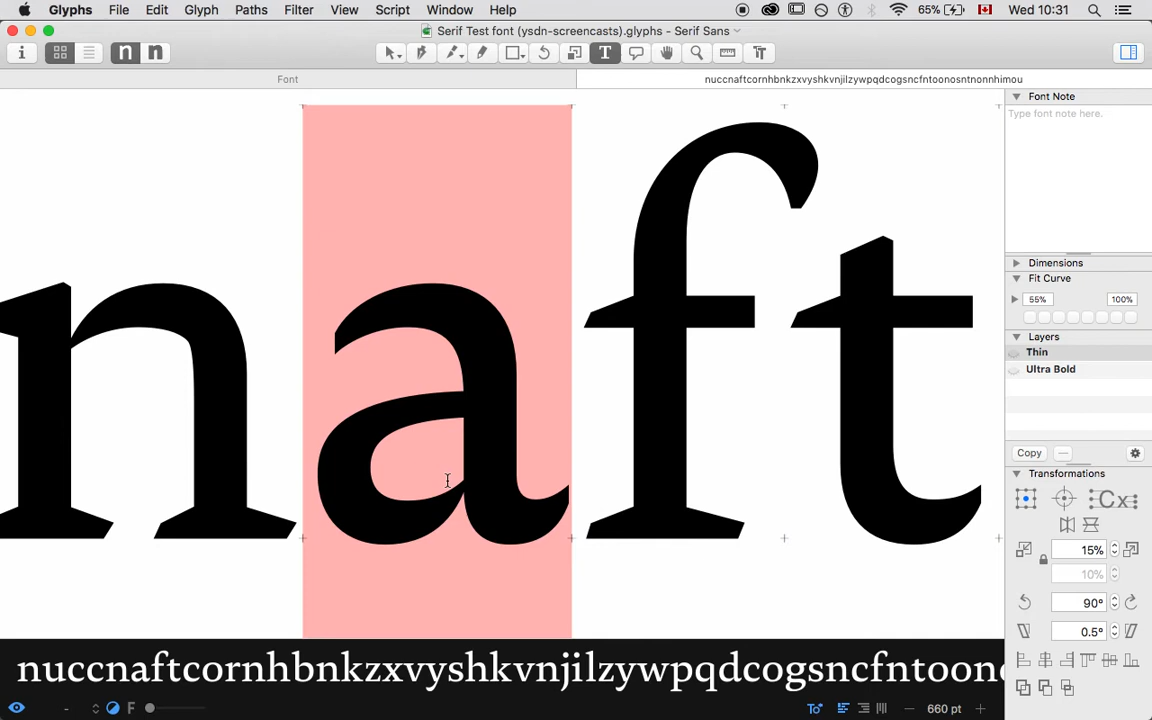 Glyphs File Edit Glyph Paths Filter View Script Window Help 65% Wed 10:31
Serif Test font (ysdn-screencasts).glyphs - Serif Sans
i n n T
Font nuccnaftcornhbnkzxvyshkvnjilzywpqdcogsncfntoonosntnonnhimou
Font Note
Type font note here.
naft
Dimensions
Fit Curve
55% 100%
Layers
Thin
Ultra Bold
Copy
Transformations
Cx
15%
10%
90°
0.5°
nuccnaftcornhbnkzxvyshkvnjilzywpqdcogsncfntoono
- F 660 pt